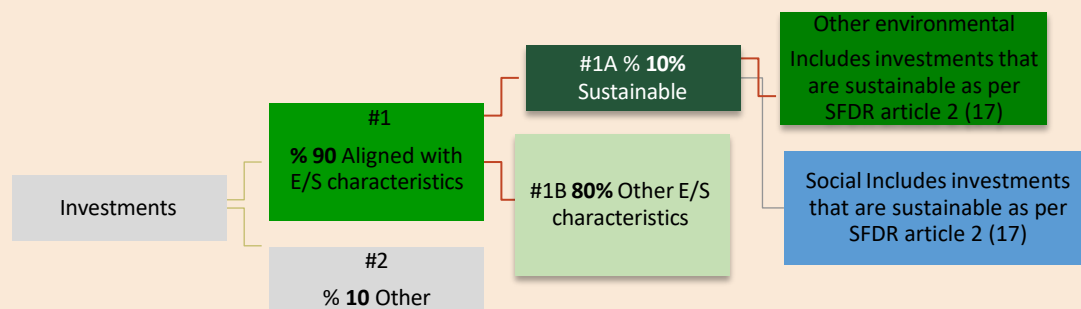 Investments
#1
% 90 Aligned with
E/S characteristics
#2
% 10 Other
#1A % 10%
Sustainable
#1B 80% Other E/S
characteristics
Other environmental
Includes investments that
are sustainable as per
SFDR article 2 (17)
Social Includes investments
that are sustainable as per
SFDR article 2 (17)